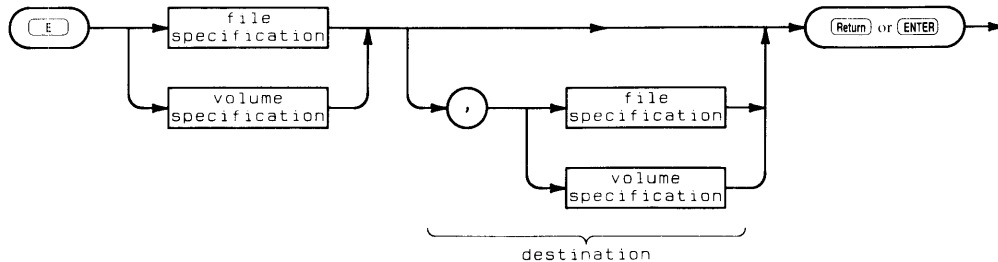 E
file
specification
Return or ENTER
volume
specification
,
file
specification
volume
specification
destination